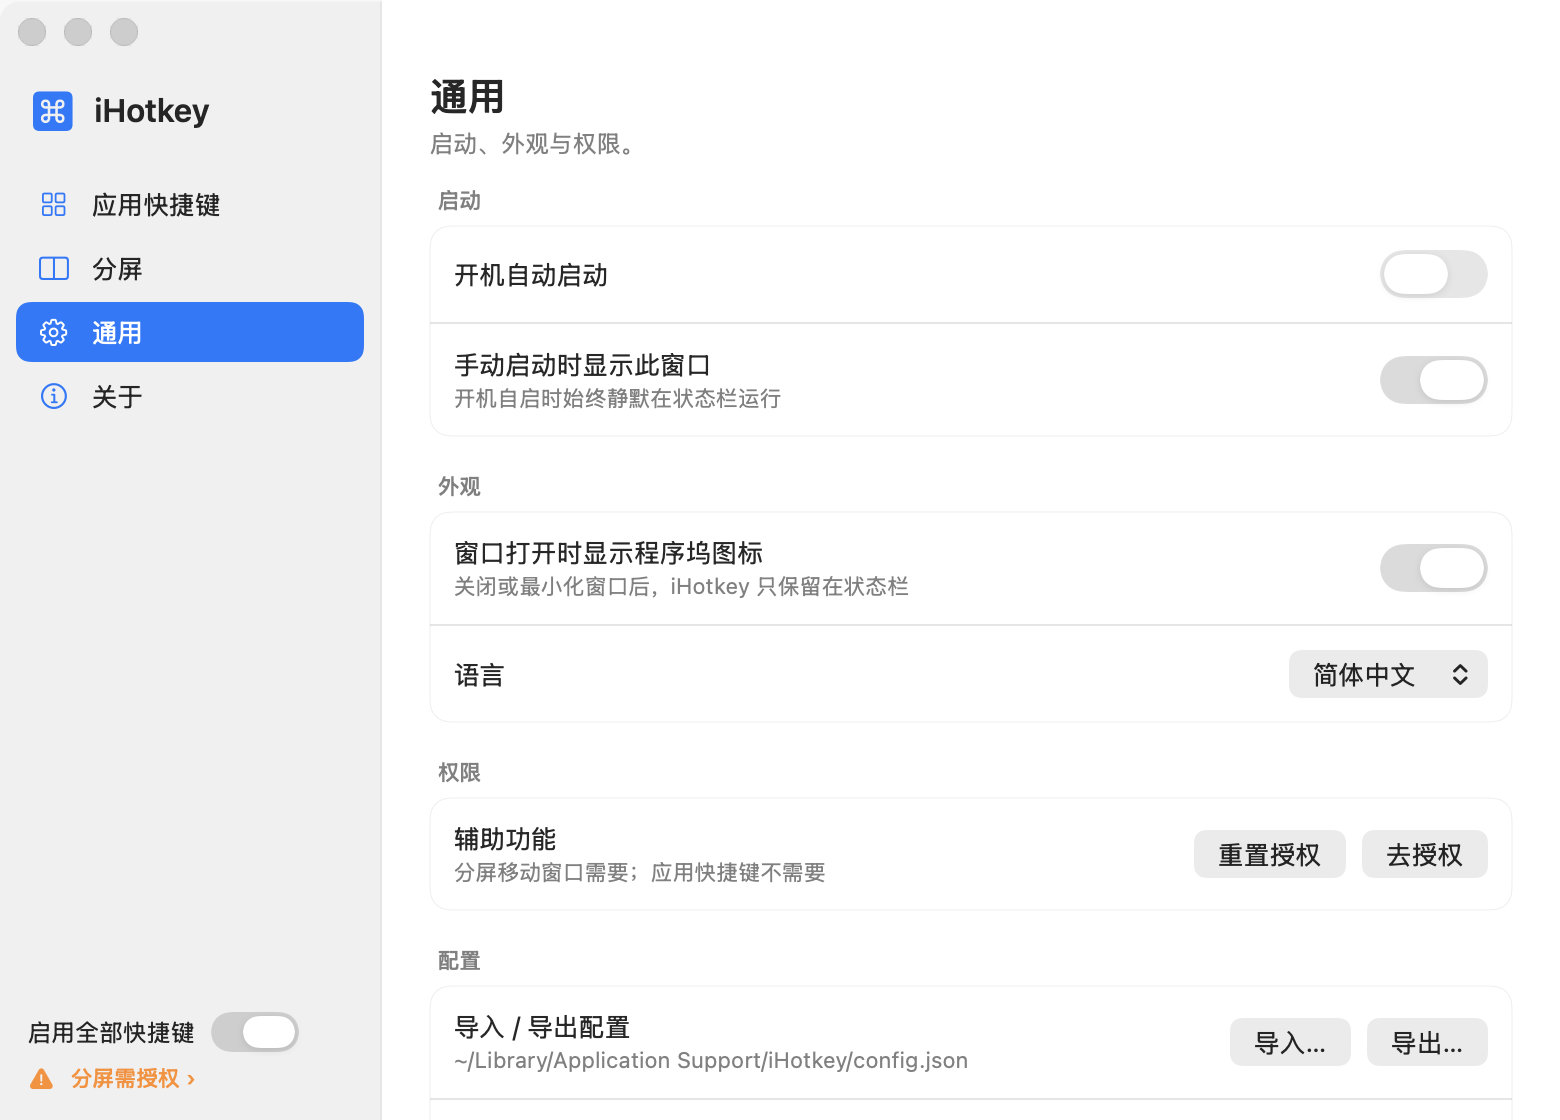 iHotkey
应用快捷键
分屏
通用
关于
启用全部快捷键
分屏需授权 ›
通用
启动、外观与权限。
启动
开机自动启动
手动启动时显示此窗口
开机自启时始终静默在状态栏运行
外观
窗口打开时显示程序坞图标
关闭或最小化窗口后，iHotkey 只保留在状态栏
语言
简体中文
权限
辅助功能
分屏移动窗口需要；应用快捷键不需要
重置授权
去授权
配置
导入 / 导出配置
~/Library/Application Support/iHotkey/config.json
导入...
导出...